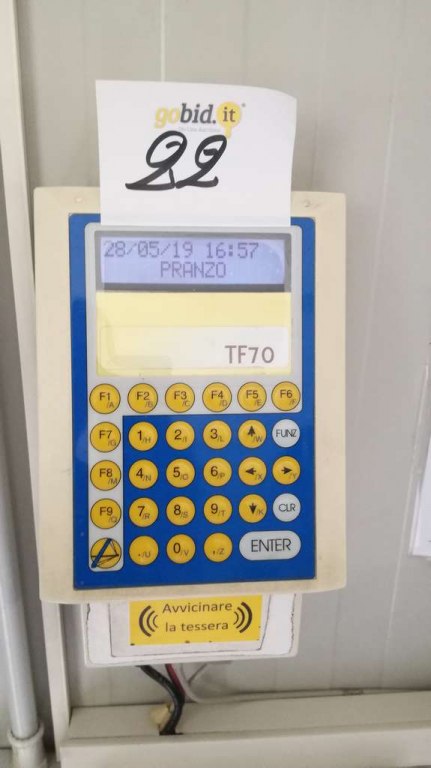 gobid.it
22
28/05/19 16:57
PRANZO
TF70
F1/A F2/B F3/C F4/D F5/E F6/F
F7/G 1/H 2/I 3/L /W FUNZ
F8/M 4/N 5/O 6/P /X /Y
F9/Q 7/R 8/S 9/T /K CLR
./U 0/V ,/Z ENTER
Avvicinare
la tessera